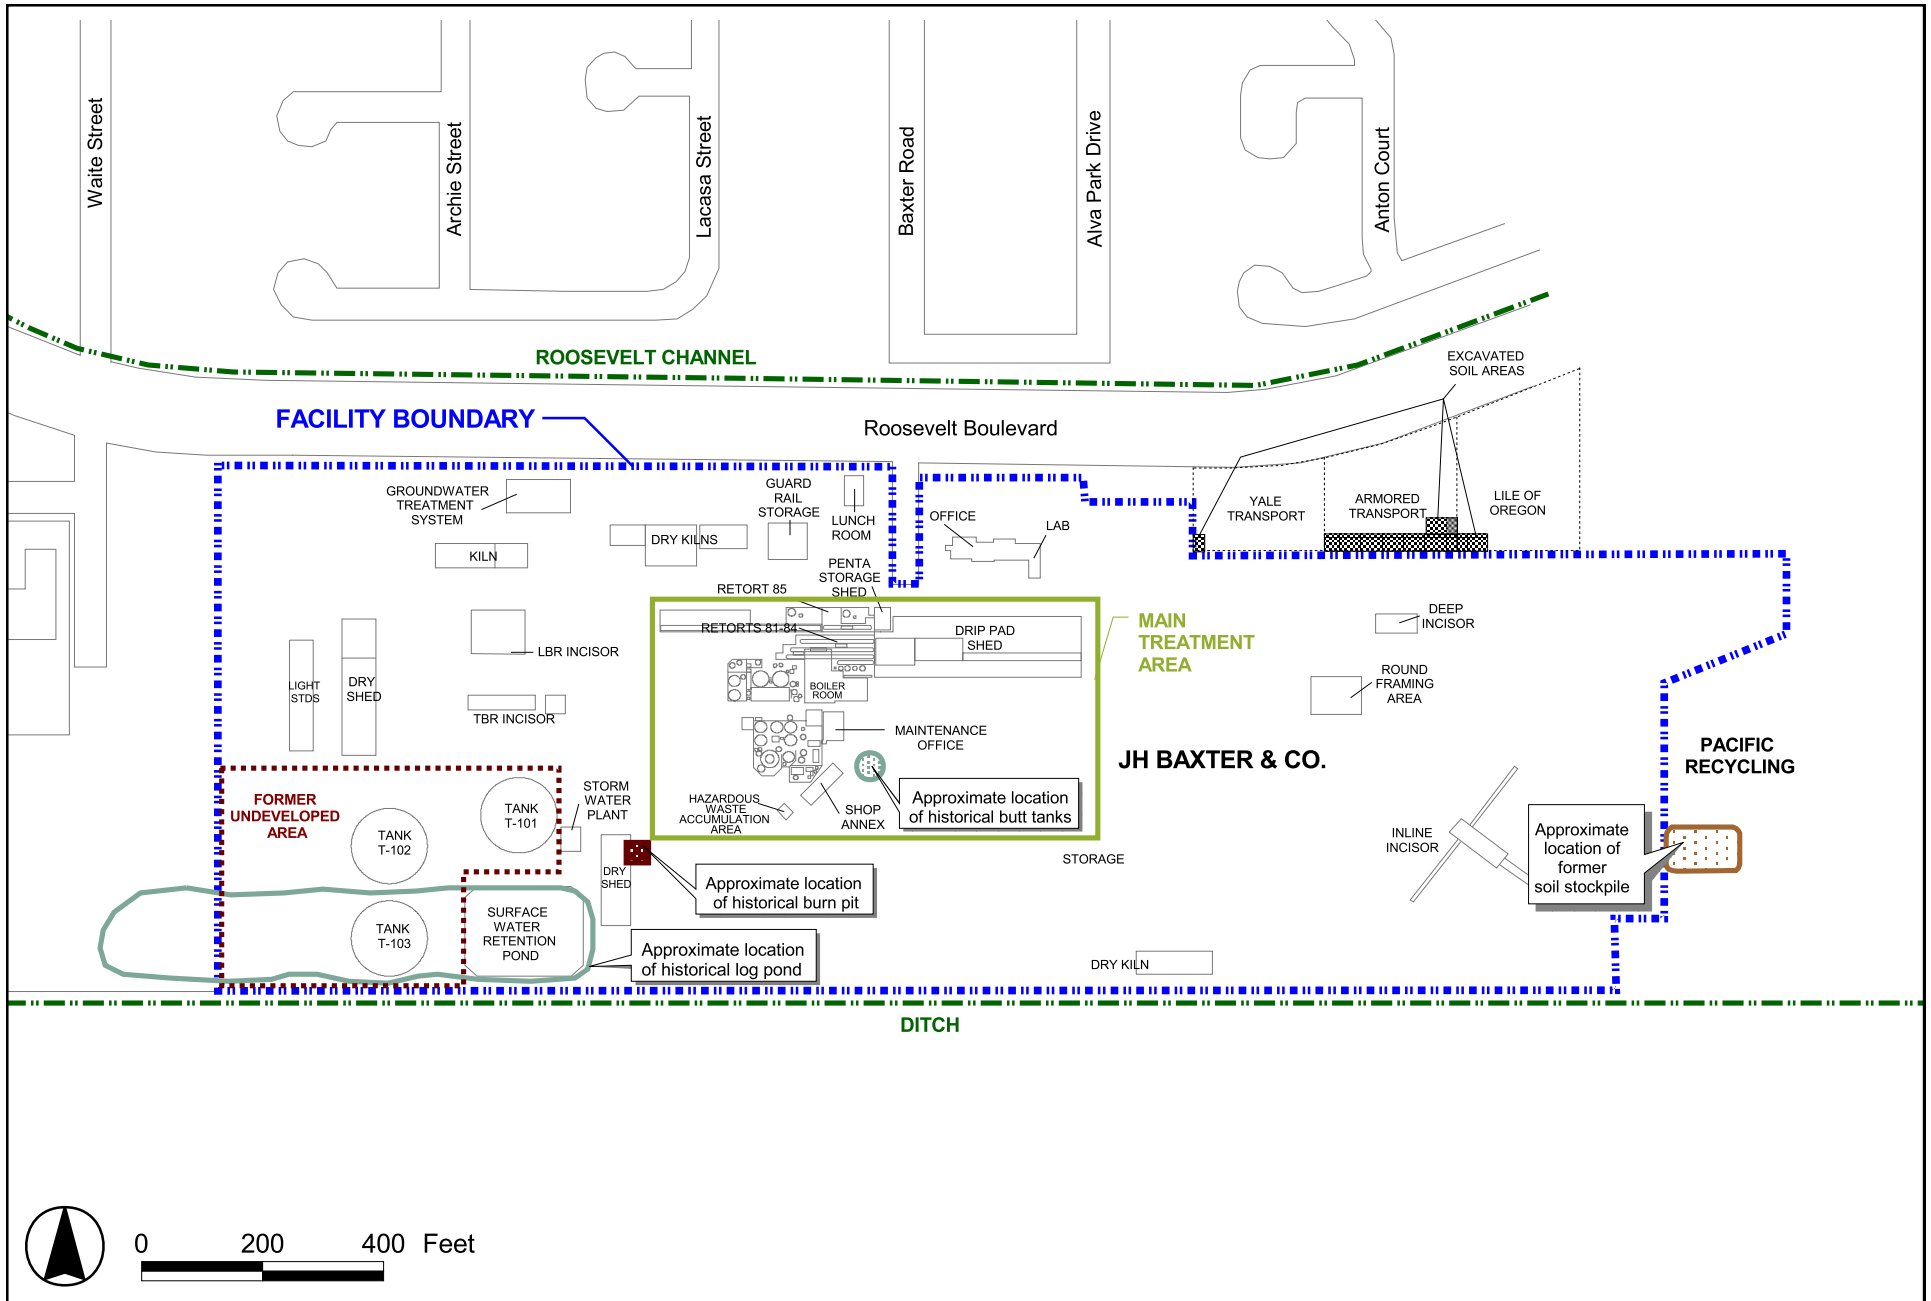 Waite Street
Archie Street
Lacasa Street
Baxter Road
Alva Park Drive
Anton Court
ROOSEVELT CHANNEL
EXCAVATED
SOIL AREAS
FACILITY BOUNDARY
Roosevelt Boulevard
GROUNDWATER
TREATMENT
SYSTEM
GUARD
RAIL
STORAGE
LUNCH
ROOM
OFFICE
LAB
YALE
TRANSPORT
ARMORED
TRANSPORT
LILE OF
OREGON
KILN
DRY KILNS
PENTA
STORAGE
SHED
RETORT 85
RETORTS 81-84
DRIP PAD
SHED
MAIN
TREATMENT
AREA
DEEP
INCISOR
LBR INCISOR
LIGHT
STDS
DRY
SHED
BOILER
ROOM
ROUND
FRAMING
AREA
TBR INCISOR
MAINTENANCE
OFFICE
JH BAXTER & CO.
PACIFIC
RECYCLING
FORMER
UNDEVELOPED
AREA
TANK
T-101
TANK
T-102
STORM
WATER
PLANT
HAZARDOUS
WASTE
ACCUMULATION
AREA
SHOP
ANNEX
Approximate location
of historical butt tanks
INLINE
INCISOR
Approximate
location of
former
soil stockpile
STORAGE
DRY
SHED
Approximate location
of historical burn pit
TANK
T-103
SURFACE
WATER
RETENTION
POND
Approximate location
of historical log pond
DRY KILN
DITCH
0 200 400 Feet